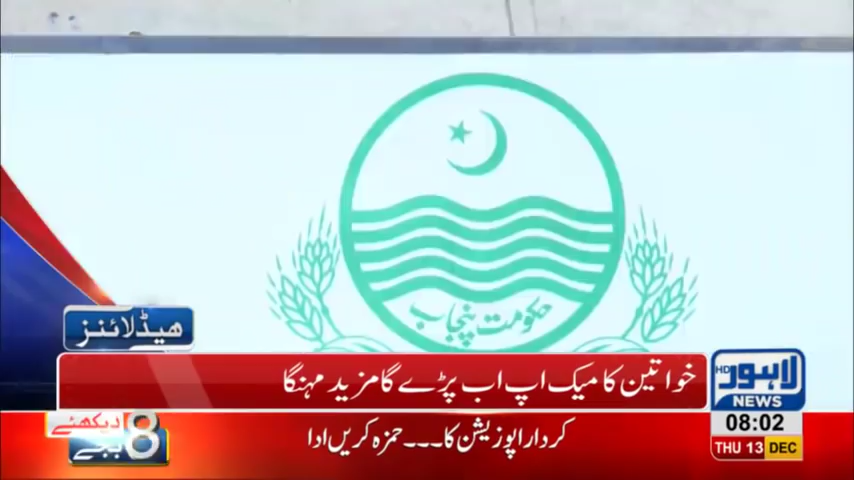 حکومت پنجاب
ھیڈلائنز
خواتین کا میک اپ اب پڑے گا مزید مہنگا
HD لاہور
NEWS
08:02
دیکھئے
8 بجے
کردار اپوزیشن کا۔۔۔ حمزہ کریں ادا
THU 13 DEC